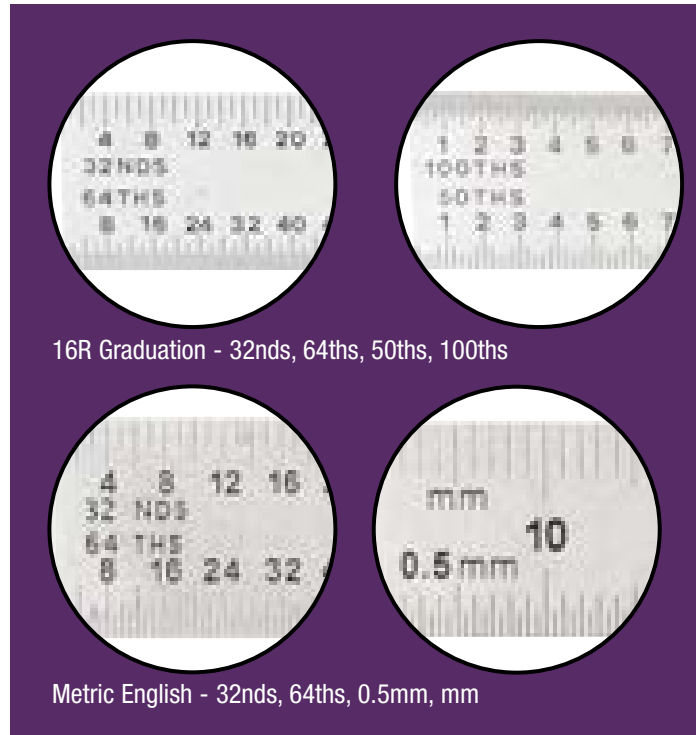 4 8 12 16 20
32NDS
64THS
8 16 24 32 40
1 2 3 4 5 6 7
100THS
50THS
1 2 3 4 5 6 7
16R Graduation - 32nds, 64ths, 50ths, 100ths
4 8 12 16
32 NDS
64 THS
8 16 24 32
mm
10
0.5mm
Metric English - 32nds, 64ths, 0.5mm, mm